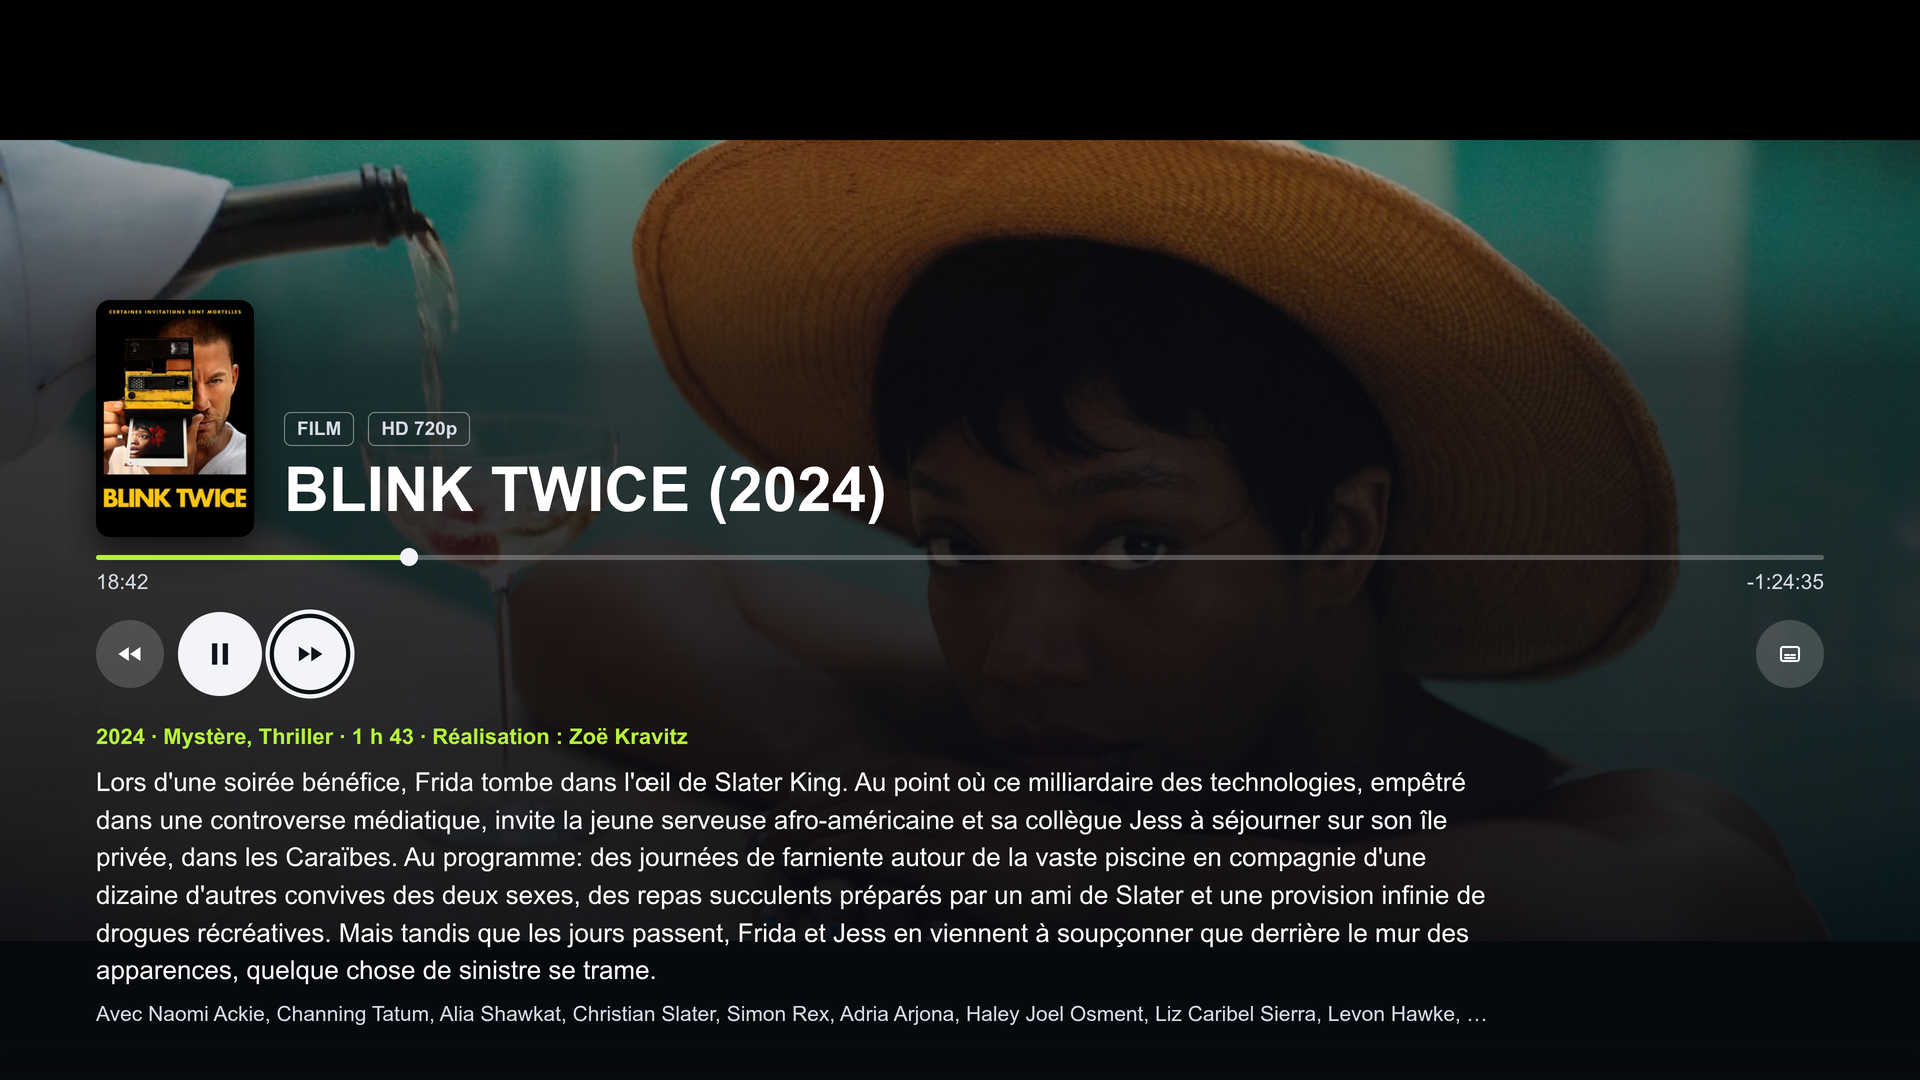 CERTAINES INVITATIONS SONT MORTELLES
BLINK TWICE
FILM
HD 720p
BLINK TWICE (2024)
18:42
-1:24:35
2024 · Mystère, Thriller · 1 h 43 · Réalisation : Zoë Kravitz
Lors d'une soirée bénéfice, Frida tombe dans l'œil de Slater King. Au point où ce milliardaire des technologies, empêtré
dans une controverse médiatique, invite la jeune serveuse afro-américaine et sa collègue Jess à séjourner sur son île
privée, dans les Caraïbes. Au programme: des journées de farniente autour de la vaste piscine en compagnie d'une
dizaine d'autres convives des deux sexes, des repas succulents préparés par un ami de Slater et une provision infinie de
drogues récréatives. Mais tandis que les jours passent, Frida et Jess en viennent à soupçonner que derrière le mur des
apparences, quelque chose de sinistre se trame.
Avec Naomi Ackie, Channing Tatum, Alia Shawkat, Christian Slater, Simon Rex, Adria Arjona, Haley Joel Osment, Liz Caribel Sierra, Levon Hawke, …